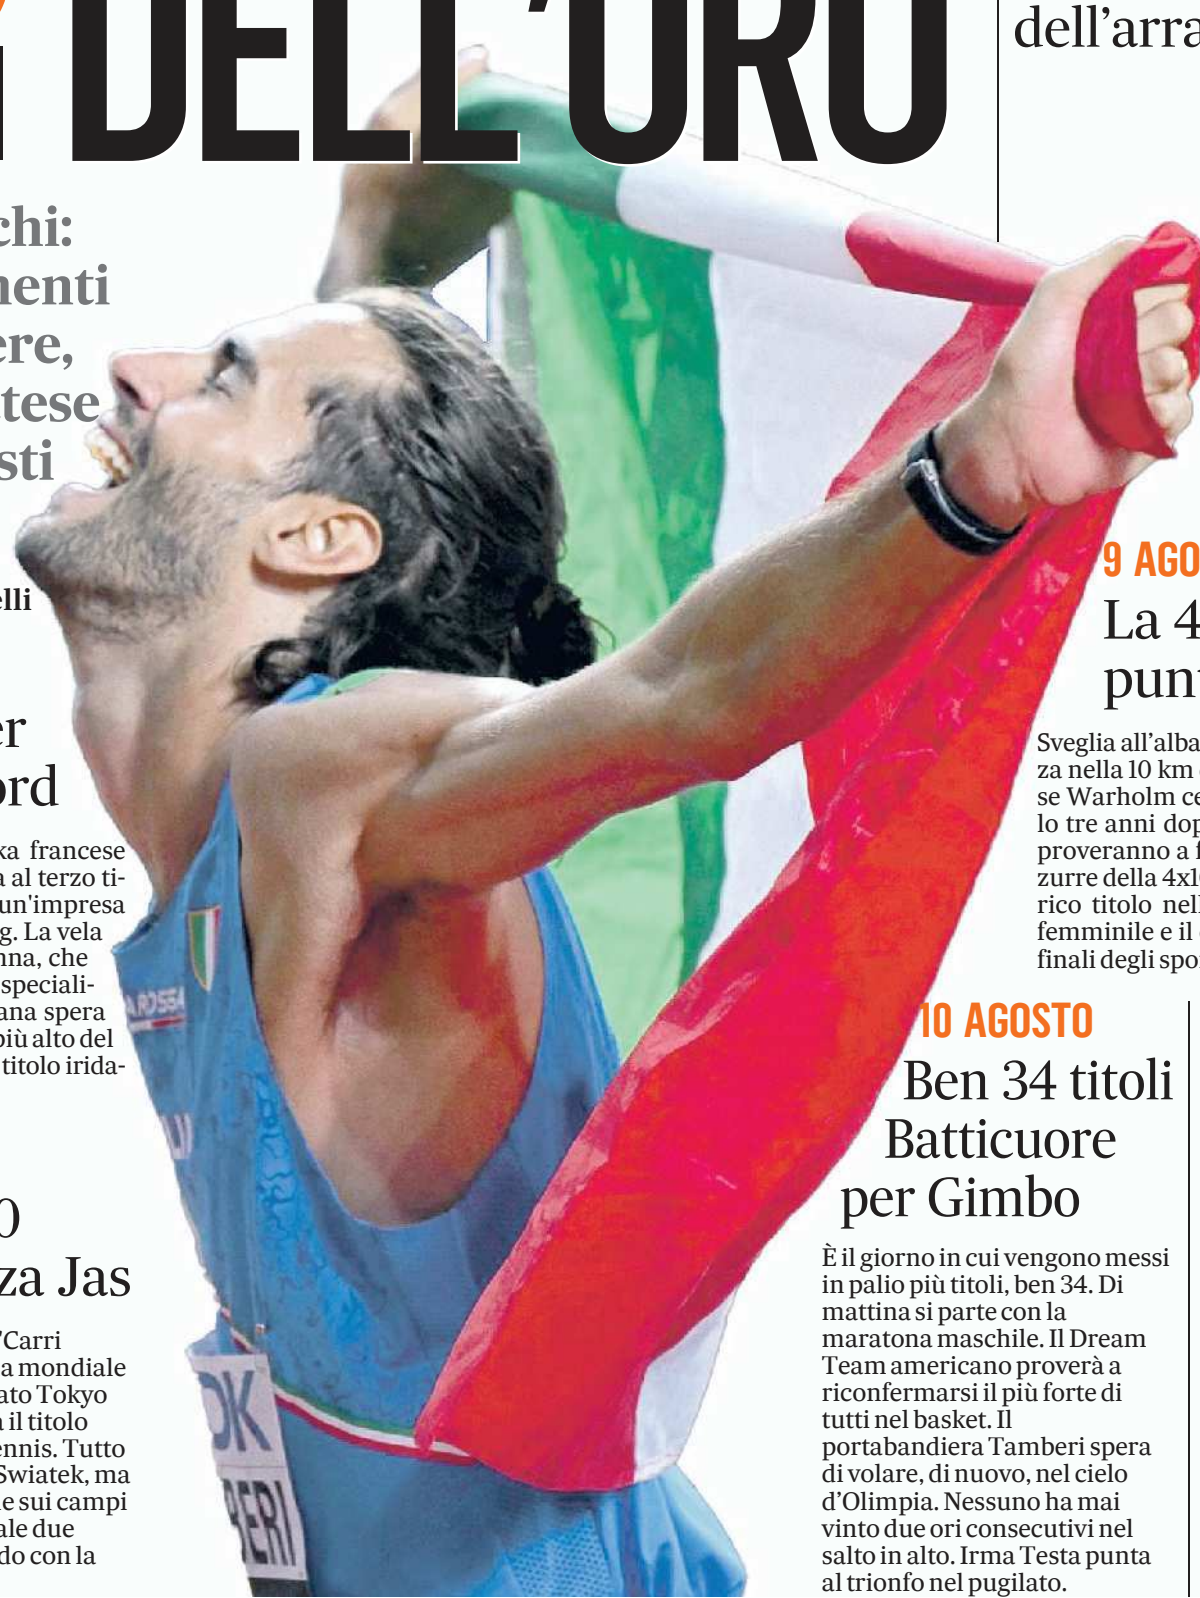 DELL'ORO
dell'arra
chi:
menti
ere,
tese
sti
elli
er
ord
ka francese
a al terzo ti-
un'impresa
g. La vela
nna, che
speciali-
ana spera
più alto del
titolo irida-
0
za Jas
'Carri
a mondiale
ato Tokyo
a il titolo
ennis. Tutto
Swiatek, ma
e sui campi
ale due
do con la
A ROSSA
LIA
DK
BERI
9 AGO
La 4
punt
Sveglia all'alba
za nella 10 km
se Warholm ce
lo tre anni dop
proveranno a f
zurre della 4x1
rico titolo nel
femminile e il
finali degli spo
10 AGOSTO
Ben 34 titoli
Batticuore
per Gimbo
È il giorno in cui vengono messi
in palio più titoli, ben 34. Di
mattina si parte con la
maratona maschile. Il Dream
Team americano proverà a
riconfermarsi il più forte di
tutti nel basket. Il
portabandiera Tamberi spera
di volare, di nuovo, nel cielo
d'Olimpia. Nessuno ha mai
vinto due ori consecutivi nel
salto in alto. Irma Testa punta
al trionfo nel pugilato.